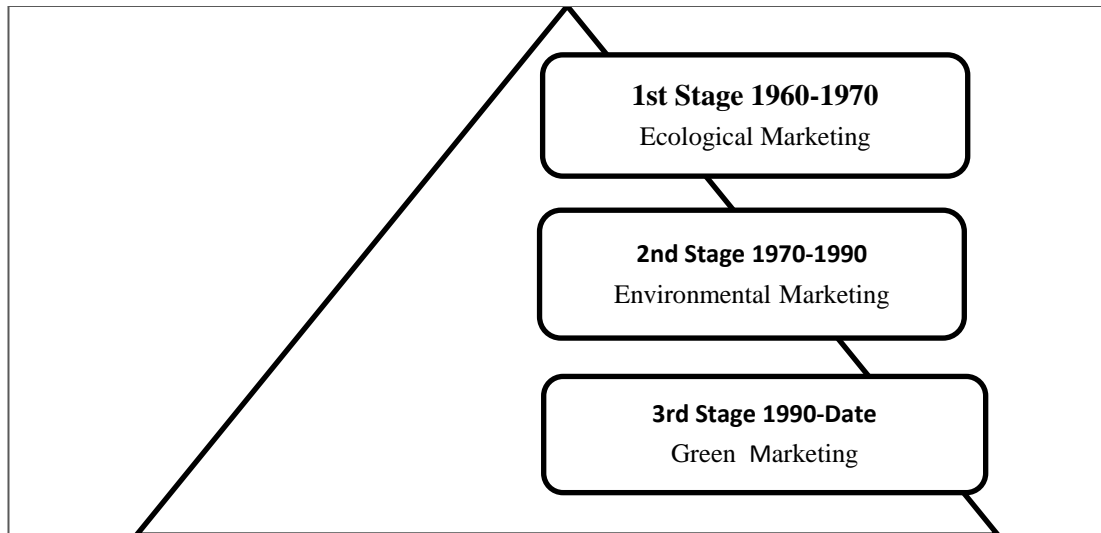 1st Stage 1960-1970
Ecological Marketing
2nd Stage 1970-1990
Environmental Marketing
3rd Stage 1990-Date
Green Marketing